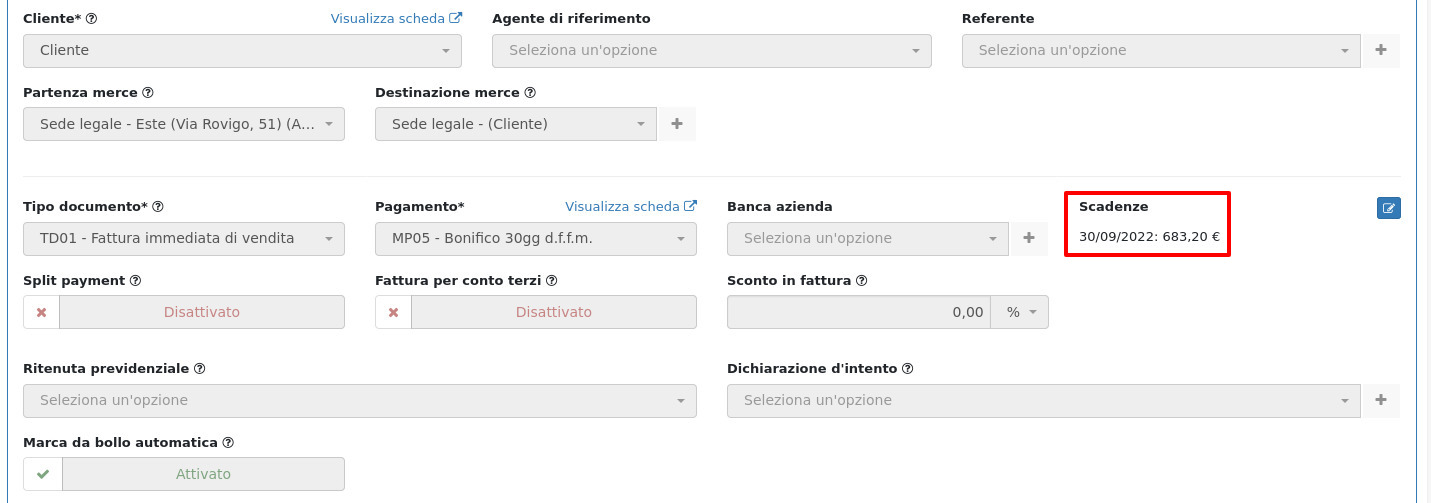 Cliente* Visualizza scheda Agente di riferimento Referente
Cliente Seleziona un'opzione Seleziona un'opzione
Partenza merce Destinazione merce
Sede legale - Este (Via Rovigo, 51) (A... Sede legale - (Cliente)
Tipo documento* Pagamento* Visualizza scheda Banca azienda Scadenze
TD01 - Fattura immediata di vendita MP05 - Bonifico 30gg d.f.f.m. Seleziona un'opzione 30/09/2022: 683,20 €
Split payment Fattura per conto terzi Sconto in fattura
Disattivato Disattivato 0,00 %
Ritenuta previdenziale Dichiarazione d'intento
Seleziona un'opzione Seleziona un'opzione
Marca da bollo automatica
Attivato